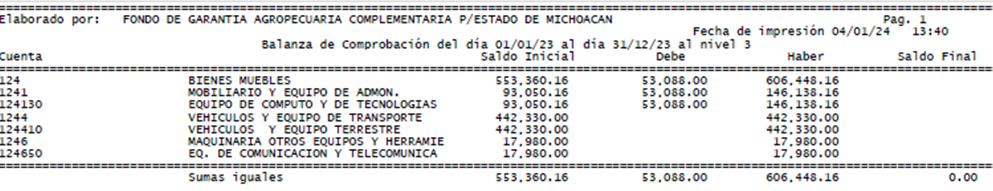 Elaborado por: FONDO DE GARANTIA AGROPECUARIA COMPLEMENTARIA P/ESTADO DE MICHOACAN Pag. 1
Fecha de impresión 04/01/24 13:40
Balanza de Comprobación del día 01/01/23 al día 31/12/23 al nivel 3
Cuenta Saldo Inicial Debe Haber Saldo Final
124 BIENES MUEBLES 553,360.16 53,088.00 606,448.16
1241 MOBILIARIO Y EQUIPO DE ADMON. 93,050.16 53,088.00 146,138.16
124130 EQUIPO DE COMPUTO Y DE TECNOLOGIAS 93,050.16 53,088.00 146,138.16
1244 VEHICULOS Y EQUIPO DE TRANSPORTE 442,330.00 442,330.00
124410 VEHICULOS Y EQUIPO TERRESTRE 442,330.00 442,330.00
1246 MAQUINARIA OTROS EQUIPOS Y HERRAMIE 17,980.00 17,980.00
124650 EQ. DE COMUNICACION Y TELECOMUNICA 17,980.00 17,980.00
Sumas iguales 553,360.16 53,088.00 606,448.16 0.00